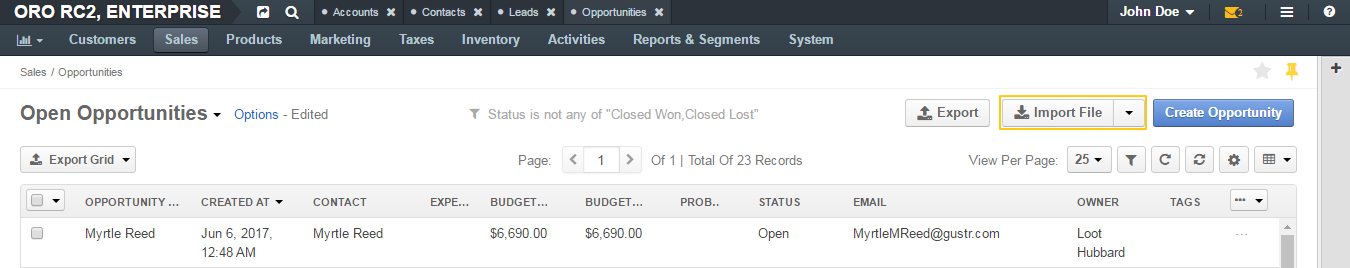 ORO RC2, ENTERPRISE
Accounts
Contacts
Leads
Opportunities
John Doe
2
Customers
Sales
Products
Marketing
Taxes
Inventory
Activities
Reports & Segments
System
Sales / Opportunities
Open Opportunities
Options - Edited
Status is not any of "Closed Won,Closed Lost"
Export
Import File
Create Opportunity
Export Grid
Page: 1 Of 1 | Total Of 23 Records
View Per Page: 25
OPPORTUNITY ...
CREATED AT
CONTACT
EXPE...
BUDGET...
BUDGET...
PROB..
STATUS
EMAIL
OWNER
TAGS
Myrtle Reed
Jun 6, 2017,
12:48 AM
Myrtle Reed
$6,690.00
$6,690.00
Open
MyrtleMReed@gustr.com
Loot
Hubbard